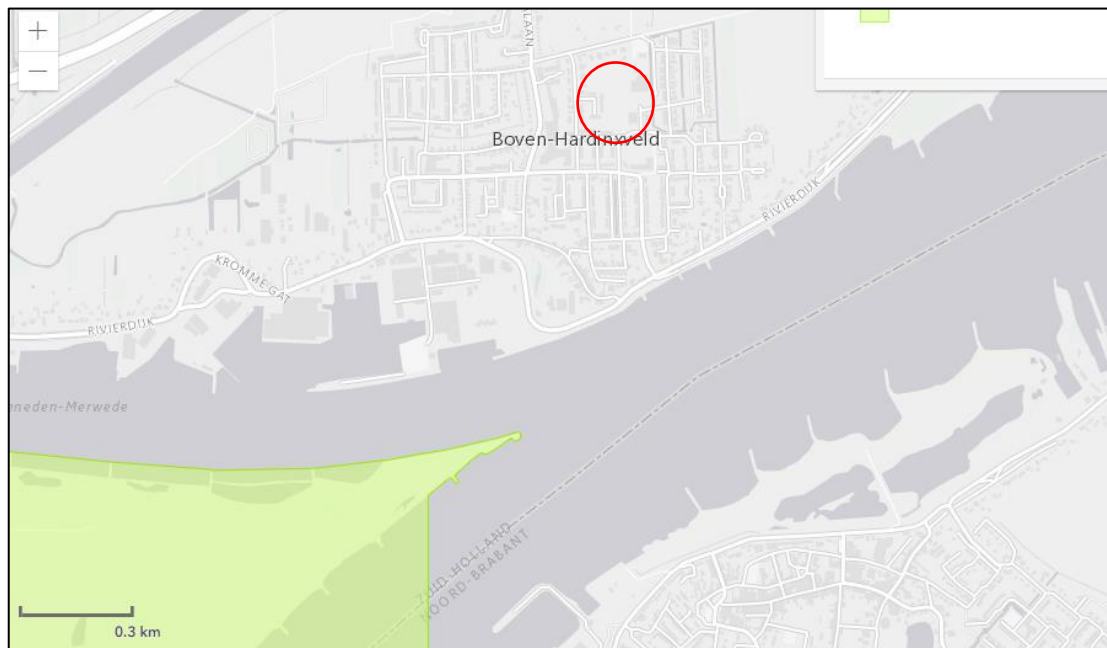 +
−
LAAN
Boven-Hardinxveld
RIVIERDIJK
KROMME GAT
RIVIERDIJK
neden-Merwede
ZUID-HOLLAND
NOORD-BRABANT
0.3 km